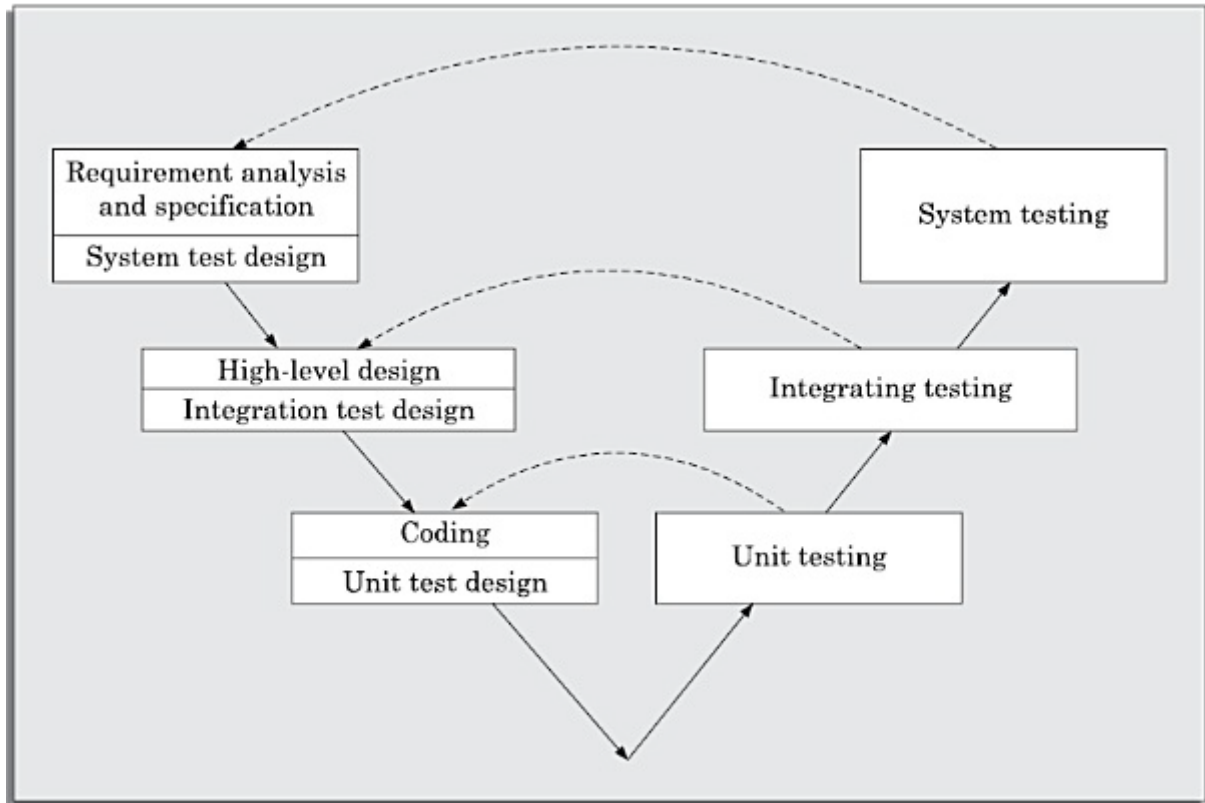 Requirement analysis
and specification
System test design
System testing
High-level design
Integration test design
Integrating testing
Coding
Unit test design
Unit testing